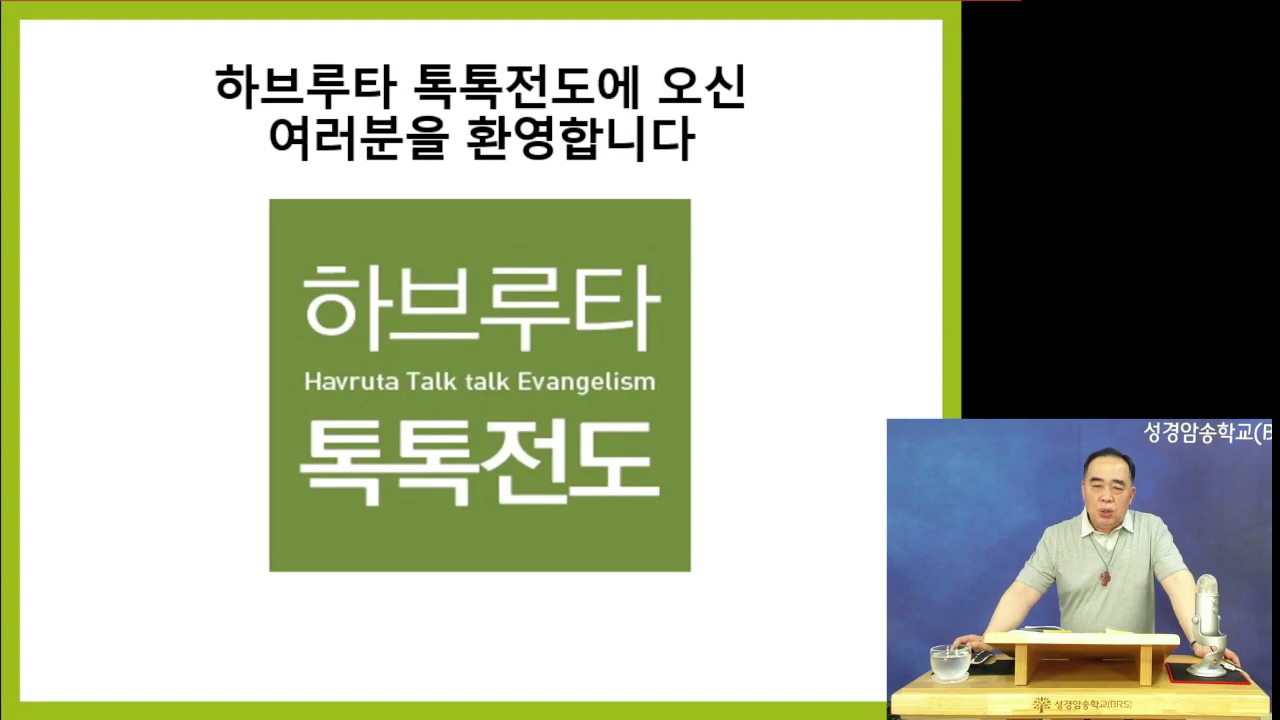 하브루타 톡톡전도에 오신
여러분을 환영합니다
하브루타
Havruta Talk talk Evangelism
톡톡전도
성경암송학교(B
성경암송학교(BRS)